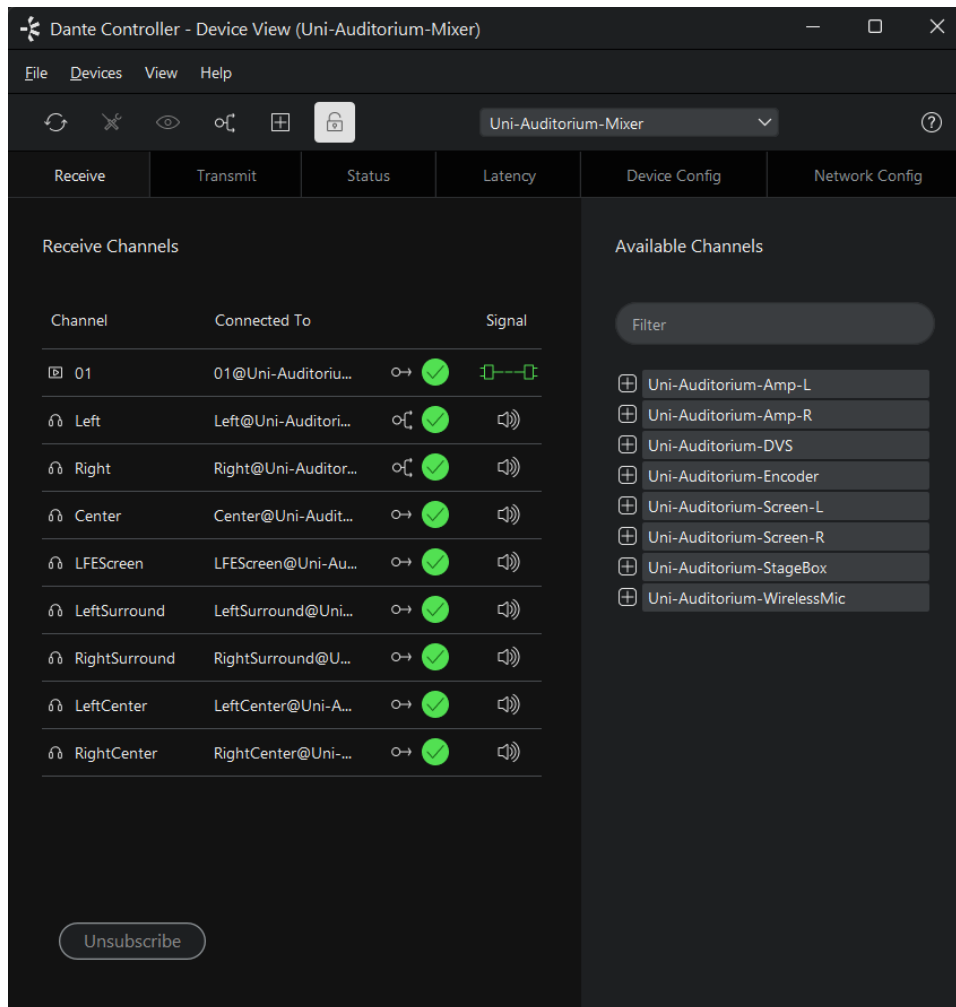 Dante Controller - Device View (Uni-Auditorium-Mixer)
File Devices View Help
Uni-Auditorium-Mixer
Receive Transmit Status Latency Device Config Network Config
Receive Channels
Channel Connected To Signal
01 01@Uni-Auditoriu...
Left Left@Uni-Auditori...
Right Right@Uni-Auditor...
Center Center@Uni-Audit...
LFEScreen LFEScreen@Uni-Au...
LeftSurround LeftSurround@Uni...
RightSurround RightSurround@U...
LeftCenter LeftCenter@Uni-A...
RightCenter RightCenter@Uni-...
Unsubscribe
Available Channels
Filter
Uni-Auditorium-Amp-L
Uni-Auditorium-Amp-R
Uni-Auditorium-DVS
Uni-Auditorium-Encoder
Uni-Auditorium-Screen-L
Uni-Auditorium-Screen-R
Uni-Auditorium-StageBox
Uni-Auditorium-WirelessMic